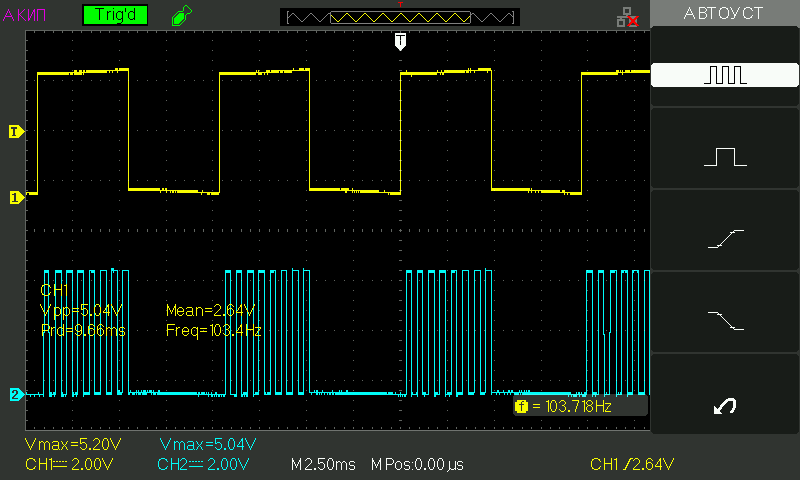 АКИП Trig'd АВТОУСТ
T
T
1
CH1
Vpp=5.04V Mean=2.64V
Prd=9.66ms Freq=103.4Hz
2
f = 103.718Hz
Vmax=5.20V Vmax=5.04V
CH1 2.00V CH2 2.00V M2.50ms MPos:0.00µs CH1 2.64V